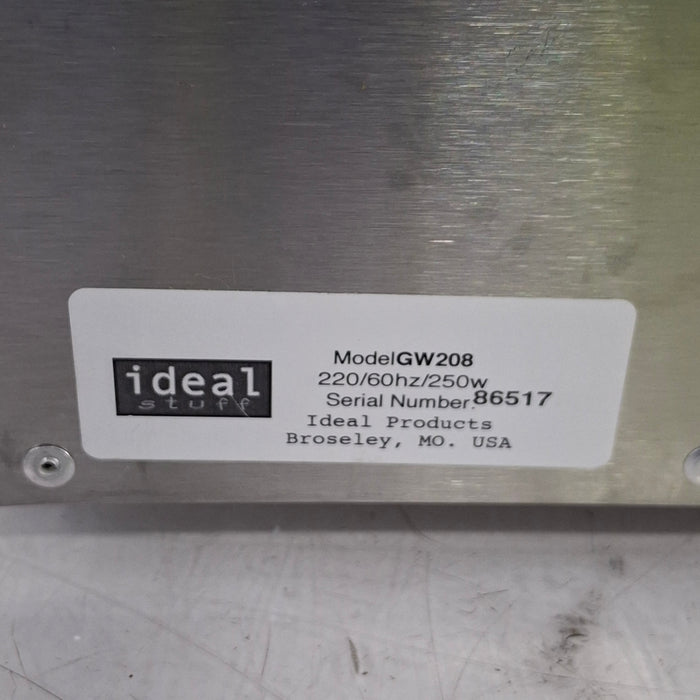 ideal
stuff
ModelGW208
220/60hz/250w
Serial Number:86517
Ideal Products
Broseley, MO. USA